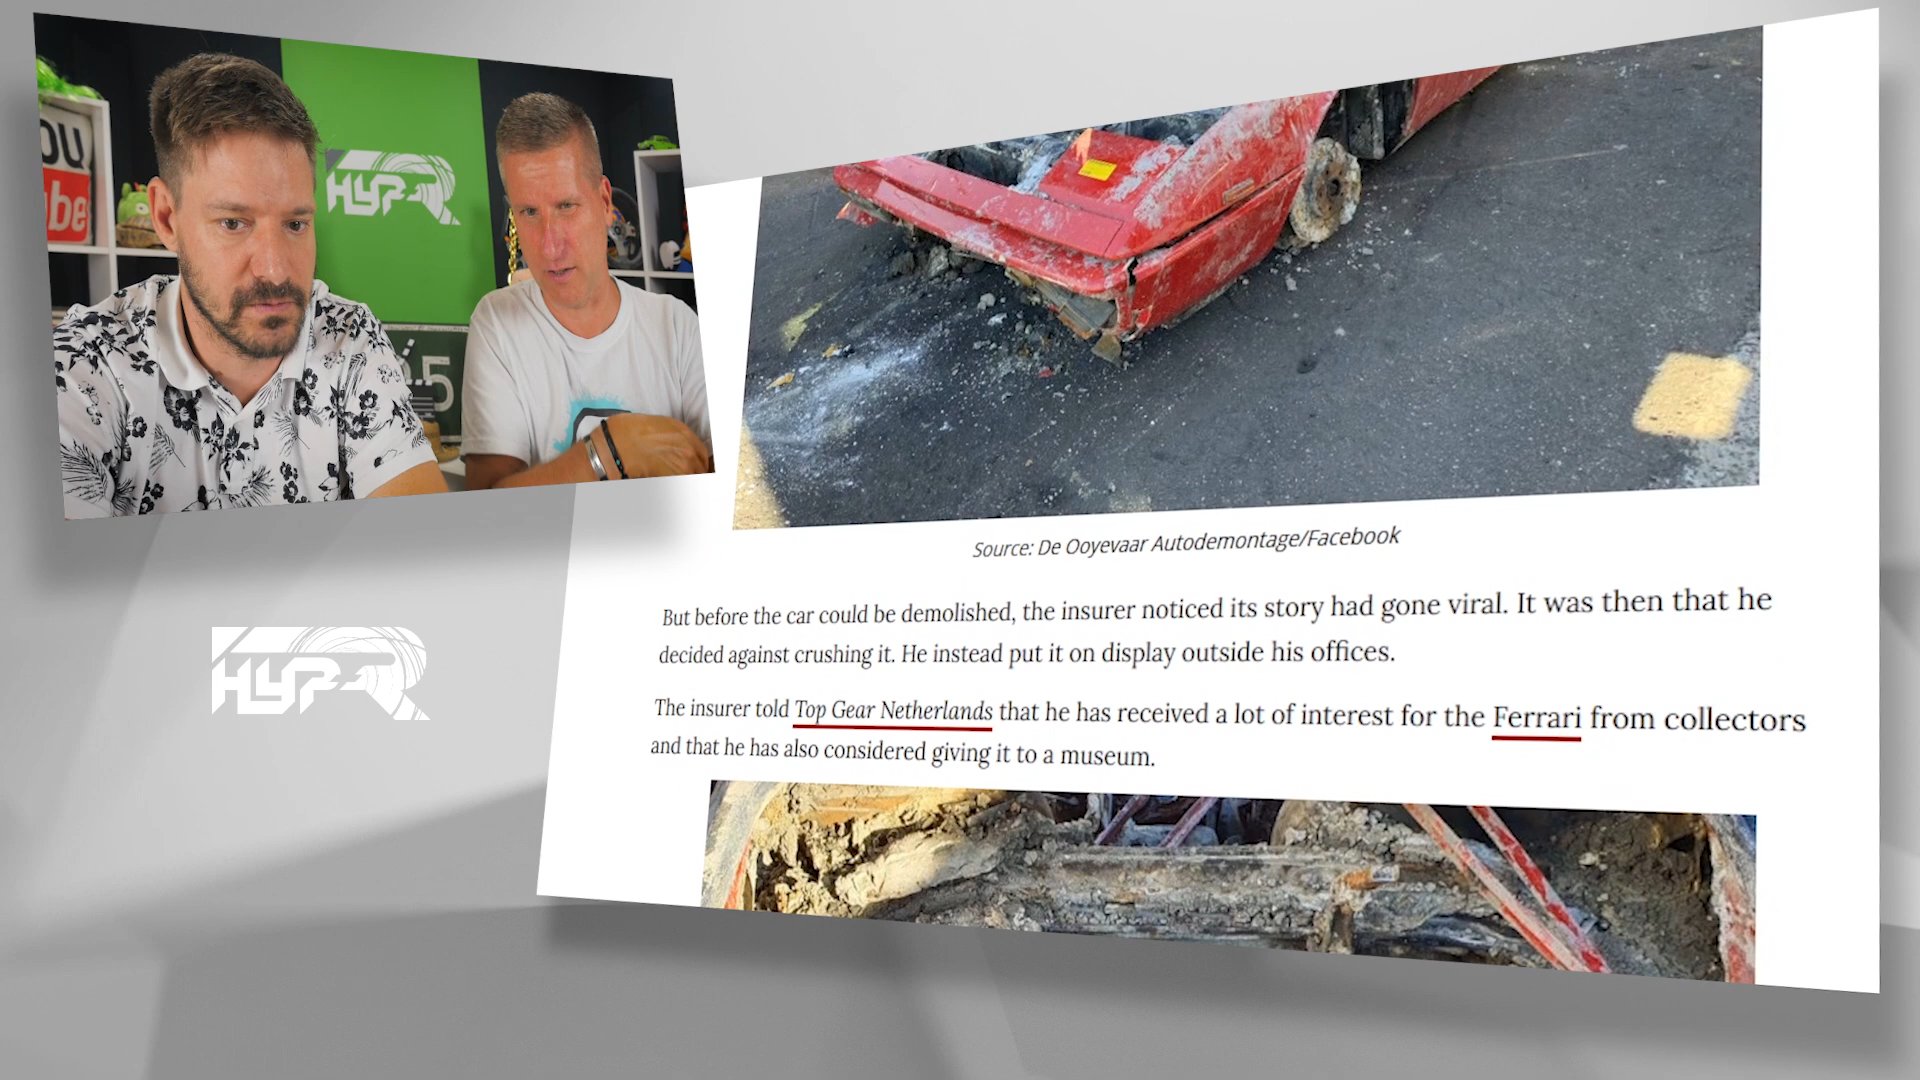 OU
be
HYPR
5
HYPR
Source: De Ooyevaar Autodemontage/Facebook
But before the car could be demolished, the insurer noticed its story had gone viral. It was then that he
decided against crushing it. He instead put it on display outside his offices.
The insurer told Top Gear Netherlands that he has received a lot of interest for the Ferrari from collectors
and that he has also considered giving it to a museum.